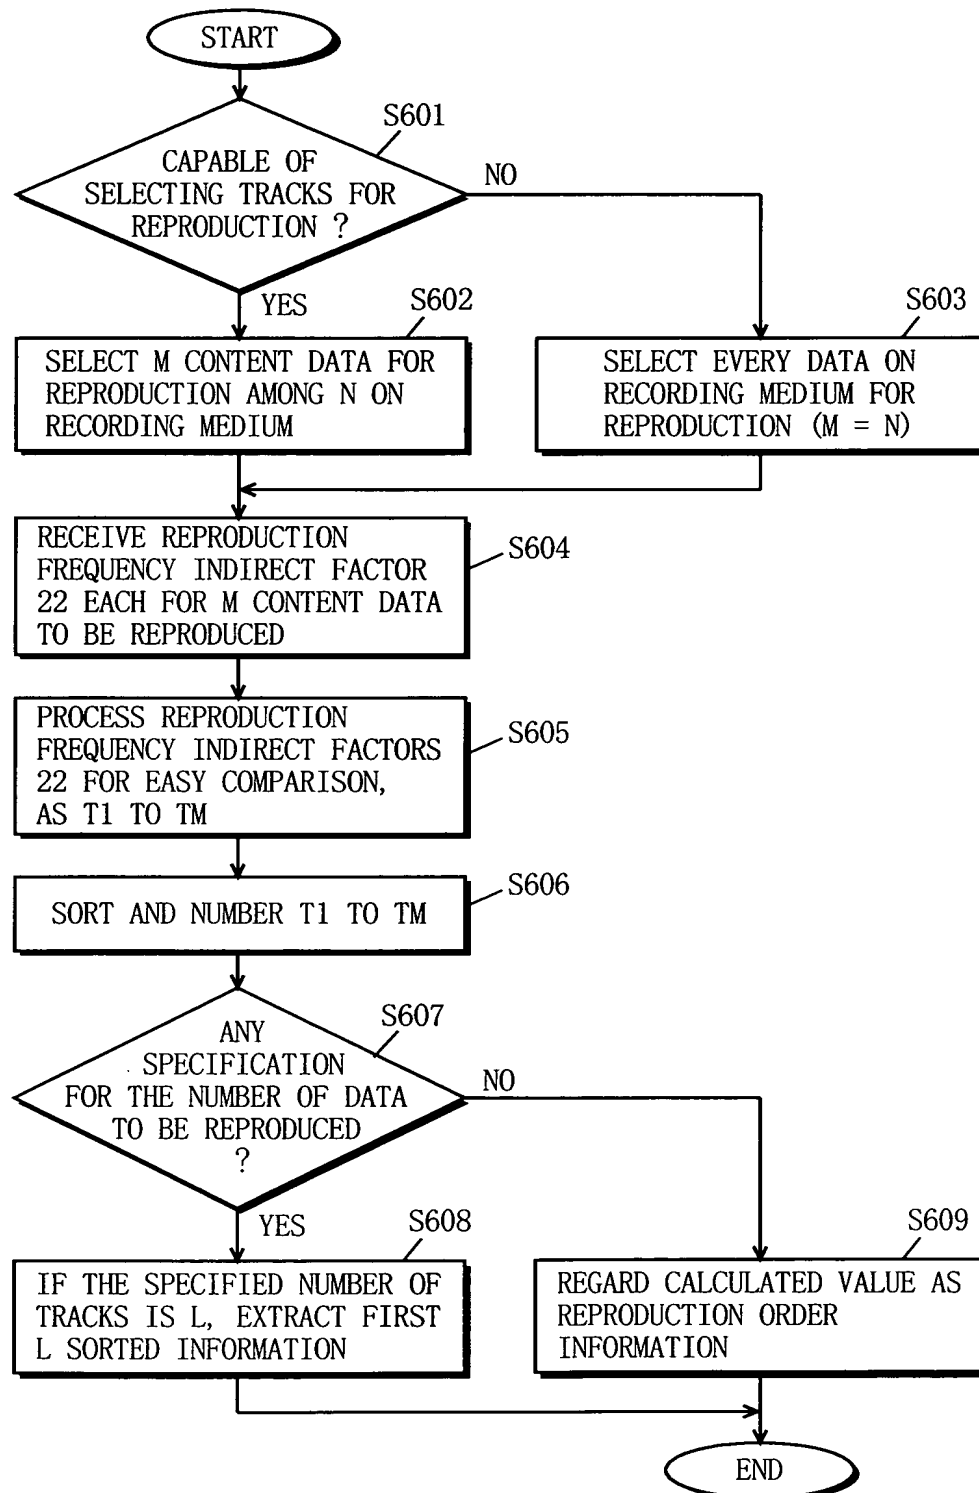 START
S601
CAPABLE OF
SELECTING TRACKS FOR
REPRODUCTION ?
NO
YES
S602
SELECT M CONTENT DATA FOR
REPRODUCTION AMONG N ON
RECORDING MEDIUM
S603
SELECT EVERY DATA ON
RECORDING MEDIUM FOR
REPRODUCTION (M = N)
RECEIVE REPRODUCTION
FREQUENCY INDIRECT FACTOR
22 EACH FOR M CONTENT DATA
TO BE REPRODUCED
S604
PROCESS REPRODUCTION
FREQUENCY INDIRECT FACTORS
22 FOR EASY COMPARISON,
AS T1 TO TM
S605
SORT AND NUMBER T1 TO TM
S606
S607
ANY
SPECIFICATION
FOR THE NUMBER OF DATA
TO BE REPRODUCED
?
NO
YES
S608
IF THE SPECIFIED NUMBER OF
TRACKS IS L, EXTRACT FIRST
L SORTED INFORMATION
S609
REGARD CALCULATED VALUE AS
REPRODUCTION ORDER
INFORMATION
END